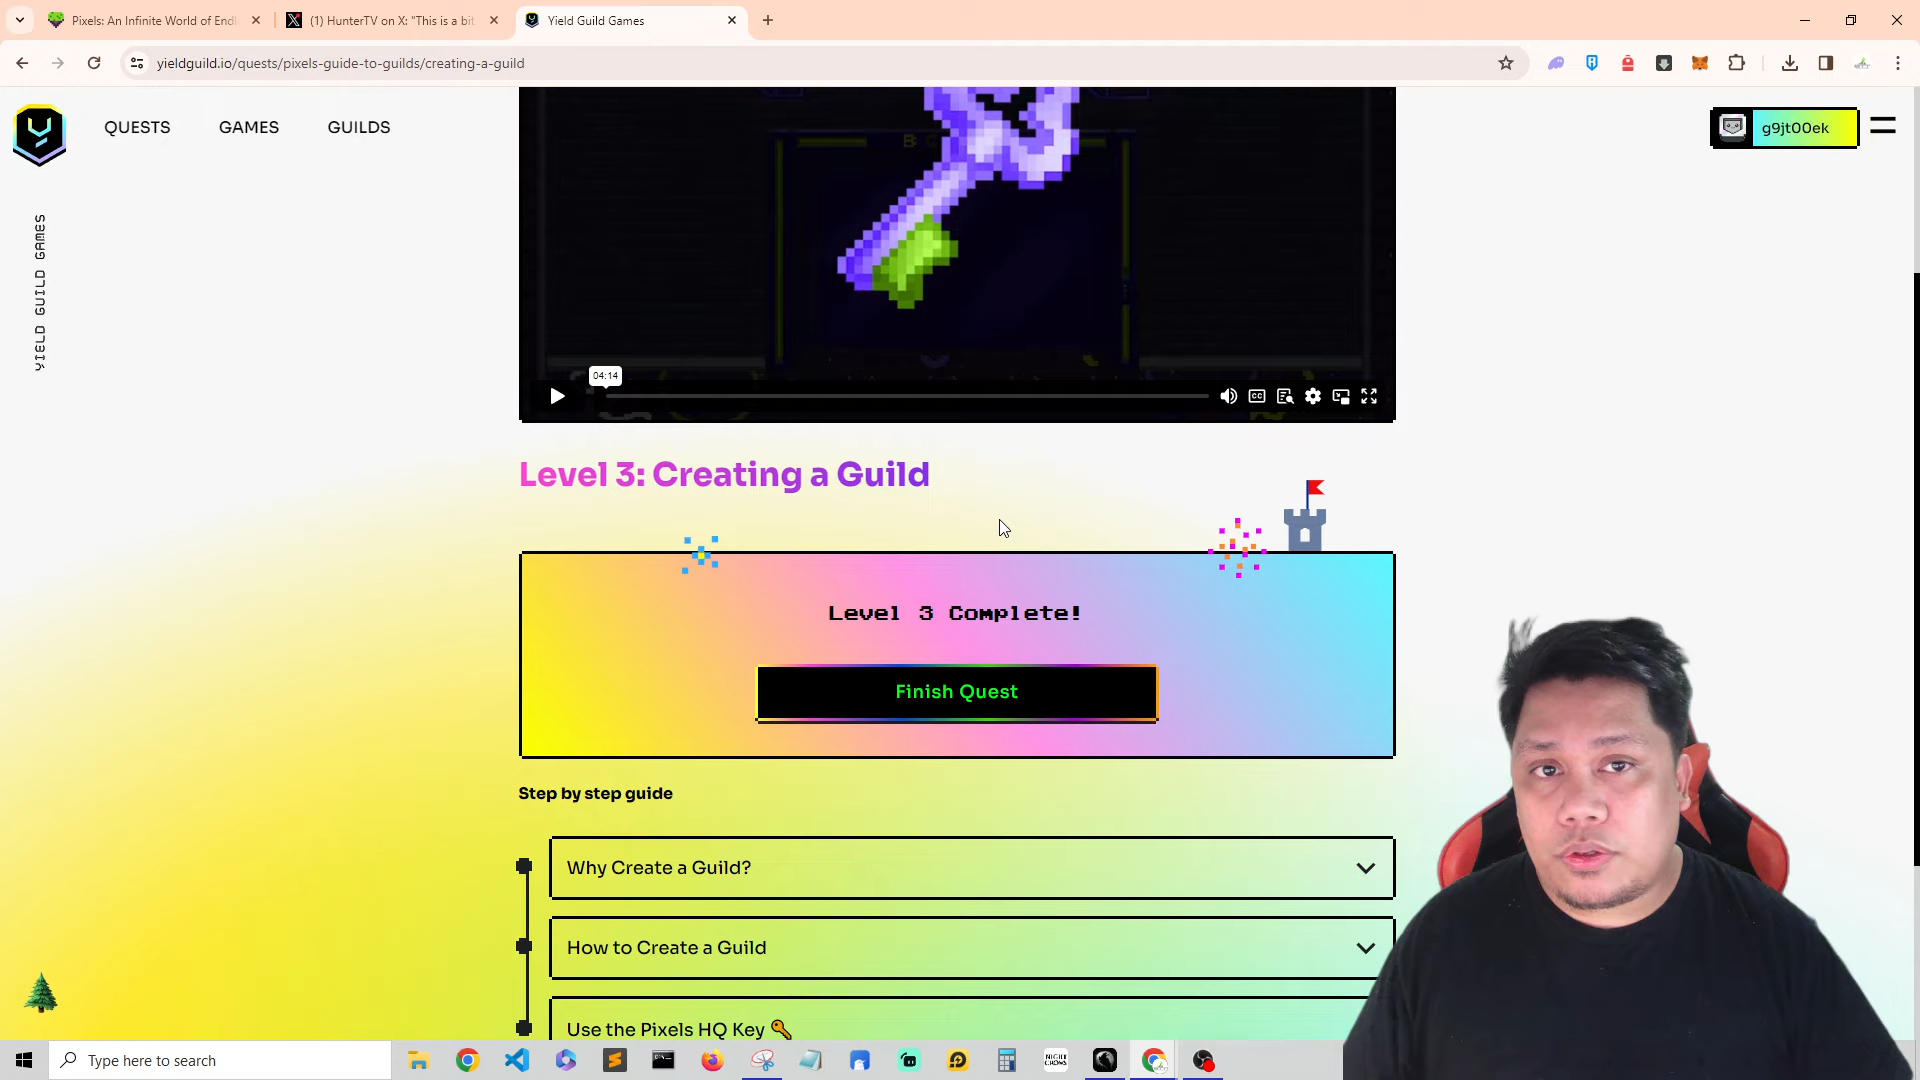 Pixels: An Infinite World of Endl
(1) HunterTV on X: "This is a bit
Yield Guild Games
yieldguild.io/quests/pixels-guide-to-guilds/creating-a-guild
QUESTS
GAMES
GUILDS
g9jt00ek
YIELD GUILD GAMES
04:14
CC
Level 3: Creating a Guild
Level 3 Complete!
Finish Quest
Step by step guide
Why Create a Guild?
How to Create a Guild
Use the Pixels HQ Key
Type here to search
NIGHT
CROWS